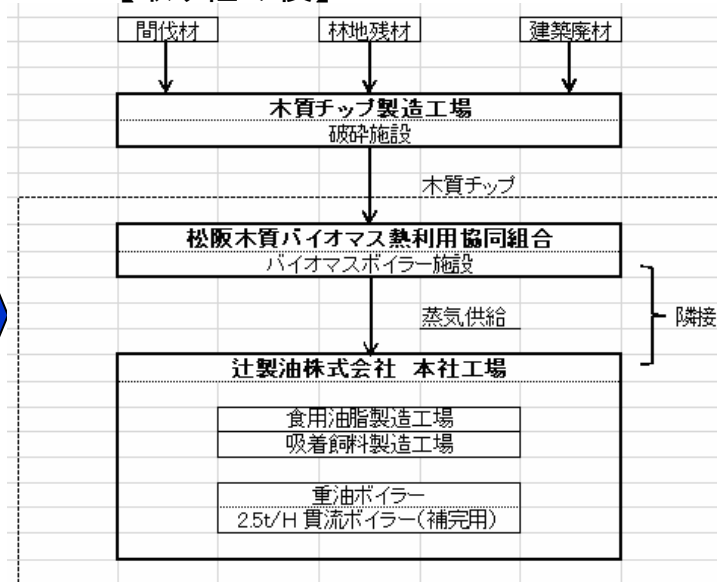 間伐材
林地残材
建築廃材
木質チップ製造工場
破砕施設
木質チップ
松阪木質バイオマス熱利用協同組合
バイオマスボイラー施設
蒸気供給
隣接
辻製油株式会社 本社工場
食用油脂製造工場
吸着飼料製造工場
重油ボイラー
2.5t/H 貫流ボイラー(補完用)